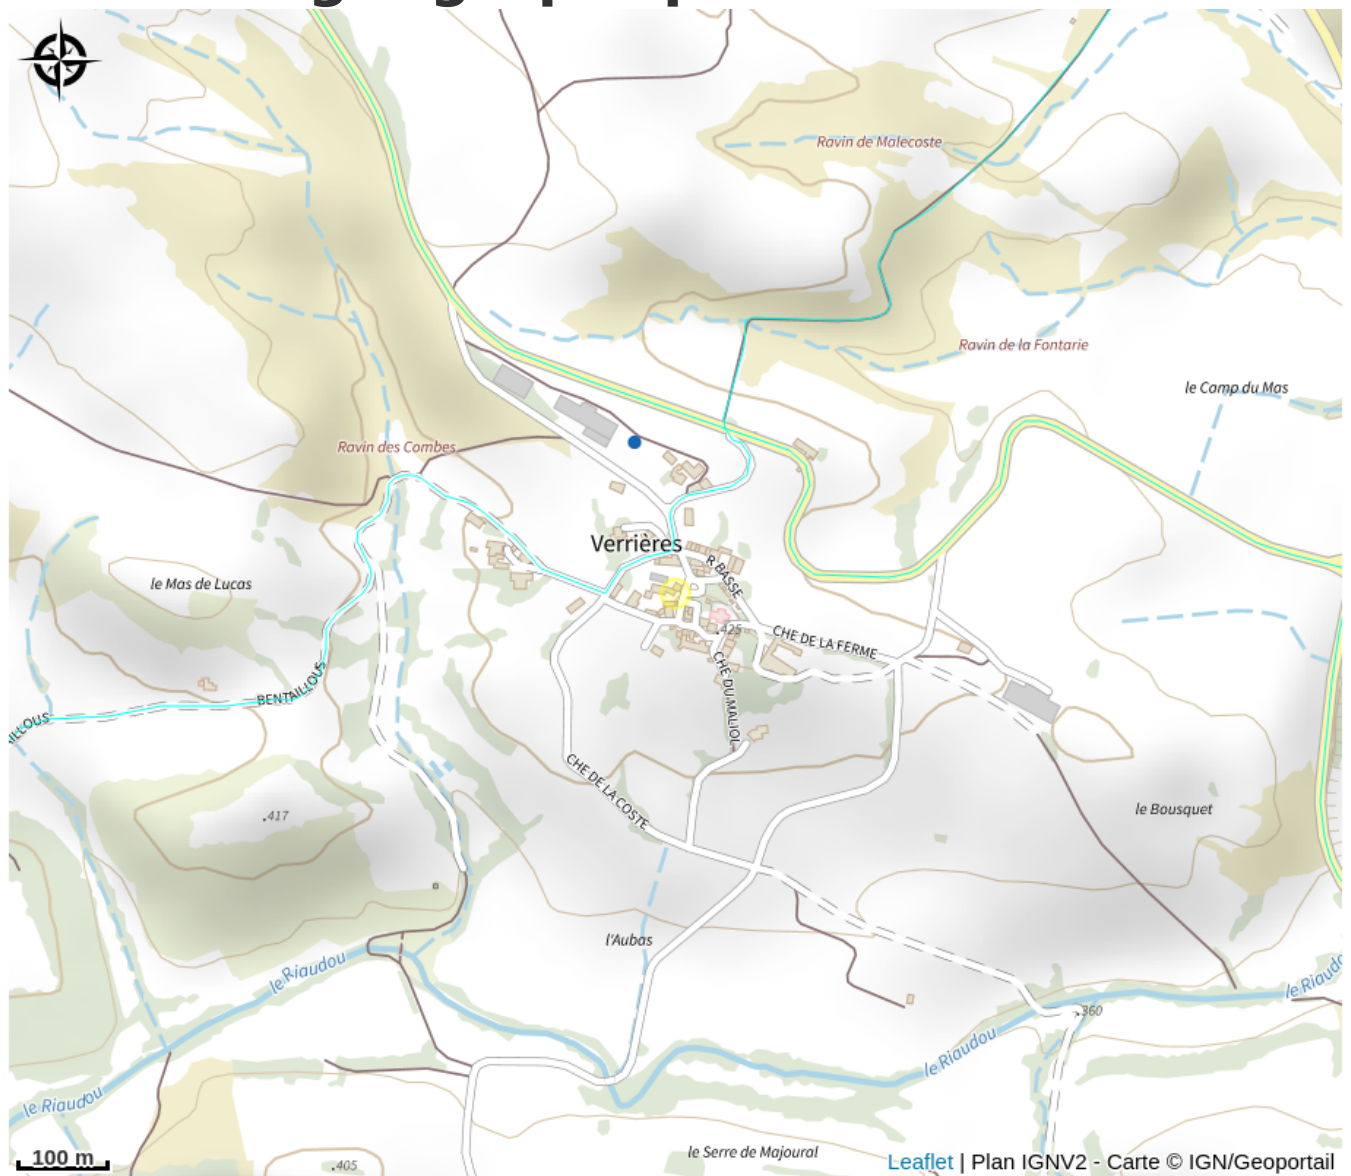 Ravin de Malecoste
Ravin de la Fontarie
le Camp du Mas
Ravin des Combes
Verrières
R BASSE
le Mas de Lucas
.425
CHE DE LA FERME
BENTAILLOUS
AILLOUS
CHE DU MALIOL
CHE DE LA COSTE
.417
le Bousquet
l'Aubas
le Riaudou
le Riaudou
.360
le Riaudou
le Riaudou
le Serre de Majoural
100 m
.405
Leaflet | Plan IGNV2 - Carte © IGN/Geoportail